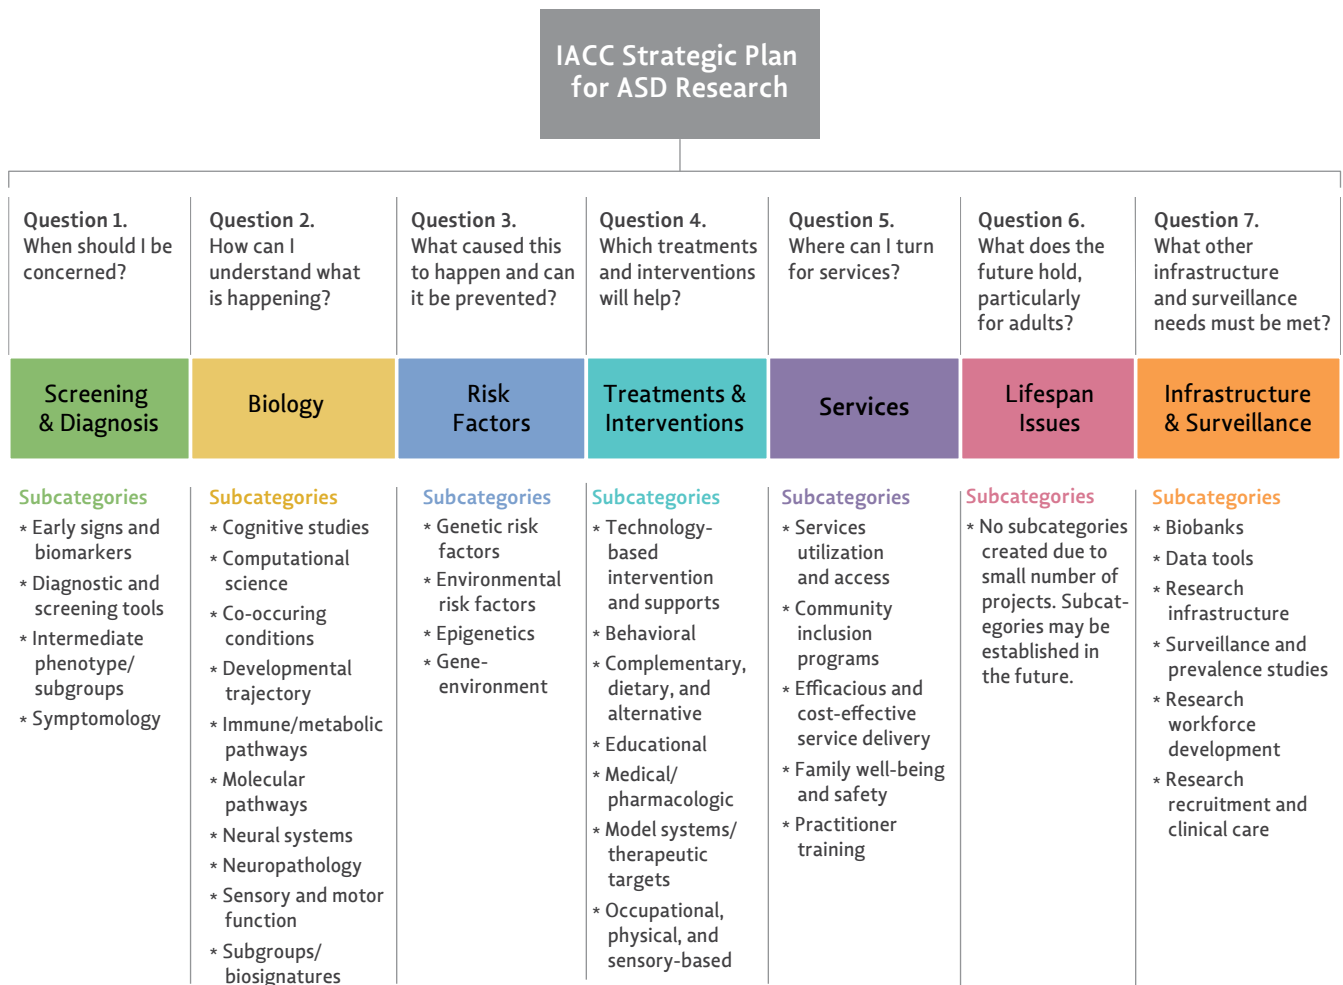 IACC Strategic Plan
for ASD Research
Question 1.
When should I be
concerned?
Question 2.
How can I
understand what
is happening?
Question 3.
What caused this
to happen and can
it be prevented?
Question 4.
Which treatments
and interventions
will help?
Question 5.
Where can I turn
for services?
Question 6.
What does the
future hold,
particularly
for adults?
Question 7.
What other
infrastructure
and surveillance
needs must be met?
Screening
& Diagnosis
Biology
Risk
Factors
Treatments &
Interventions
Services
Lifespan
Issues
Infrastructure
& Surveillance
Subcategories
* Early signs and
biomarkers
* Diagnostic and
screening tools
* Intermediate
phenotype/
subgroups
* Symptomology
Subcategories
* Cognitive studies
* Computational
science
* Co-occuring
conditions
* Developmental
trajectory
* Immune/metabolic
pathways
* Molecular
pathways
* Neural systems
* Neuropathology
* Sensory and motor
function
* Subgroups/
biosignatures
Subcategories
* Genetic risk
factors
* Environmental
risk factors
* Epigenetics
* Gene-
environment
Subcategories
* Technology-
based
intervention
and supports
* Behavioral
* Complementary,
dietary, and
alternative
* Educational
* Medical/
pharmacologic
* Model systems/
therapeutic
targets
* Occupational,
physical, and
sensory-based
Subcategories
* Services
utilization
and access
* Community
inclusion
programs
* Efficacious and
cost-effective
service delivery
* Family well-being
and safety
* Practitioner
training
Subcategories
* No subcategories
created due to
small number of
projects. Subcat-
egories may be
established in
the future.
Subcategories
* Biobanks
* Data tools
* Research
infrastructure
* Surveillance and
prevalence studies
* Research
workforce
development
* Research
recruitment and
clinical care